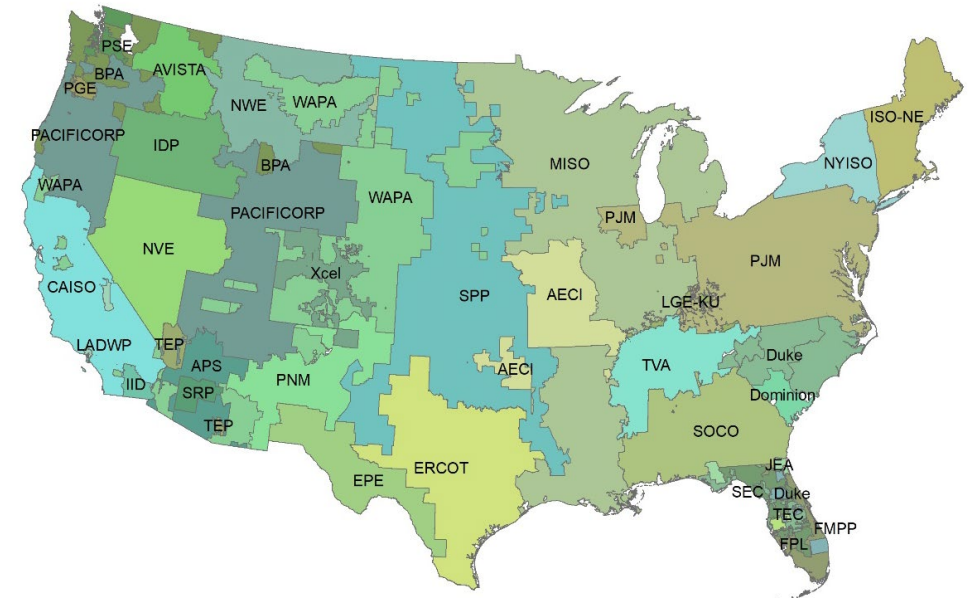 PSE
BPA
AVISTA
PGE
NWE
WAPA
ISO-NE
PACIFICORP
IDP
BPA
MISO
NYISO
WAPA
PACIFICORP
WAPA
PJM
NVE
Xcel
PJM
CAISO
SPP
AECI
LGE-KU
LADWP
TEP
APS
PNM
AECI
TVA
Duke
IID
SRP
Dominion
TEP
SOCO
ERCOT
EPE
JEA
SEC
Duke
TEC
FMPP
FPL